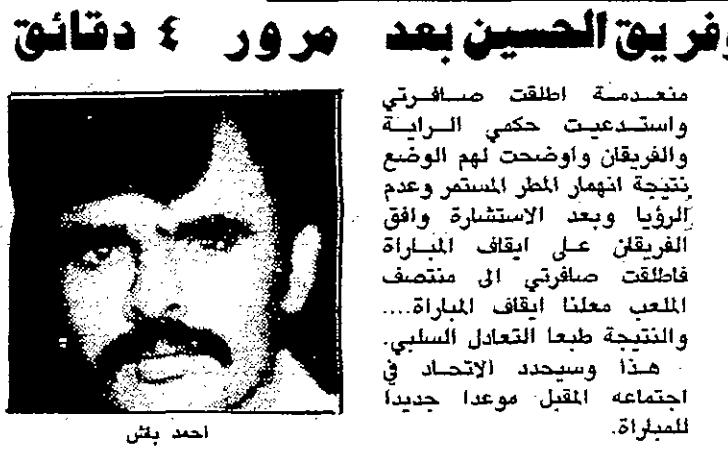 وفريق الحسين بعد مرور ٤ دقائق
منعدمة اطلقت صافرتي
واستدعيت حكمي الراية
والفريقان واوضحت لهم الوضع
نتيجة انهمار المطر المستمر وعدم
الرؤيا وبعد الاستشارة وافق
الفريقان على ايقاف المباراة
فاطلقت صافرتي الى منتصف
الملعب معلنا ايقاف المباراة....
والنتيجة طبعا التعادل السلبي.
هذا وسيحدد الاتحاد في
اجتماعه المقبل موعدا جديدا
للمباراة.
احمد بلش